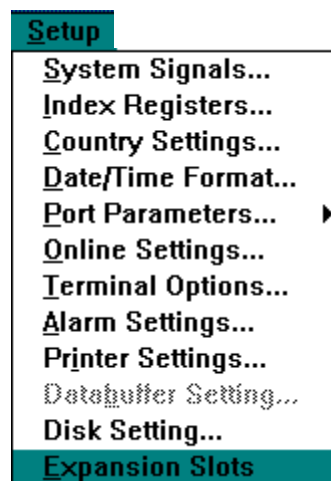 Setup
System Signals...
Index Registers...
Country Settings...
Date/Time Format...
Port Parameters...
Online Settings...
Terminal Options...
Alarm Settings...
Printer Settings...
Databuffer Setting...
Disk Setting...
Expansion Slots